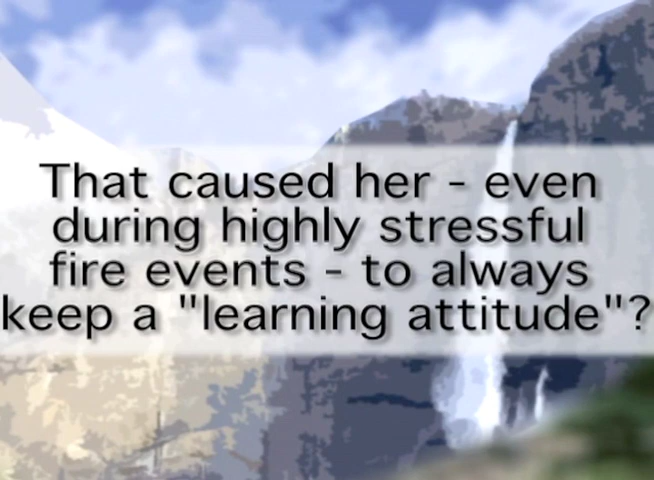 That caused her - even
during highly stressful
fire events - to always
keep a "learning attitude"?